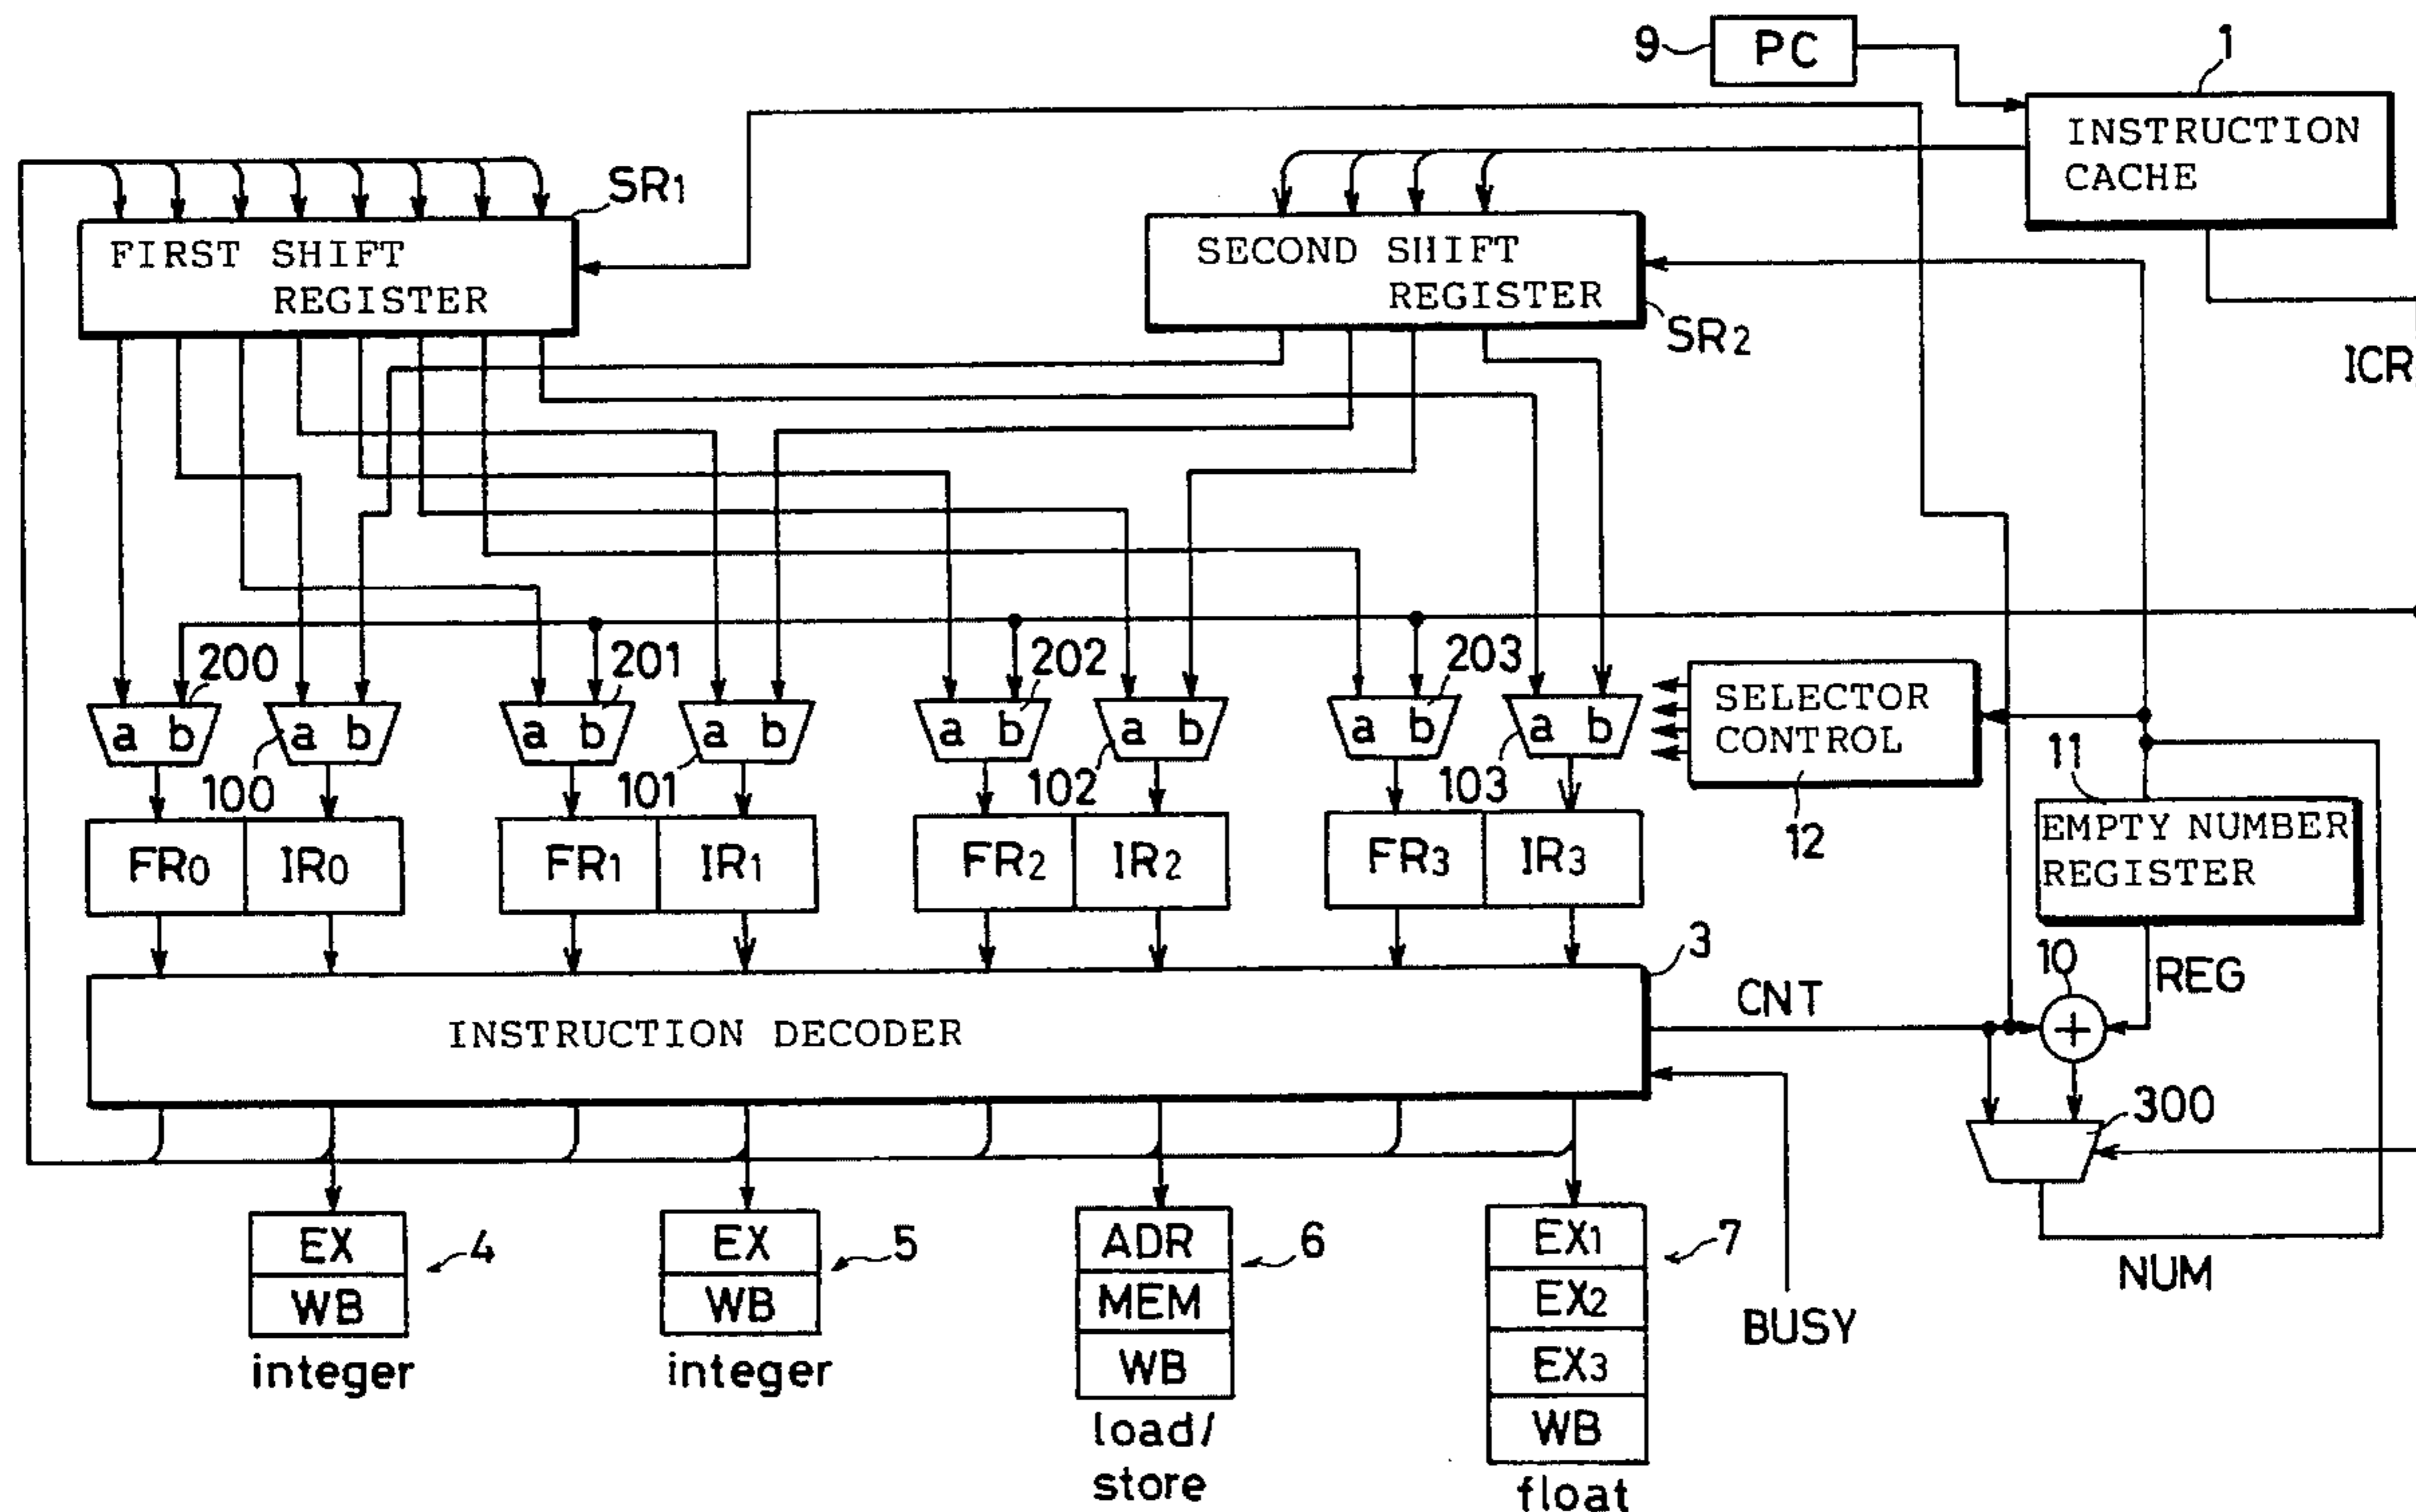 9
PC
1
INSTRUCTION
CACHE
SR1
FIRST SHIFT
REGISTER
SECOND SHIFT
REGISTER
SR2
ICR
200
201
202
203
a b
a b
a b
a b
a b
a b
a b
a b
100
101
102
103
SELECTOR
CONTROL
12
11
EMPTY NUMBER
REGISTER
FR0
IR0
FR1
IR1
FR2
IR2
FR3
IR3
3
INSTRUCTION DECODER
CNT
10
+
REG
300
NUM
BUSY
EX
WB
4
integer
EX
WB
5
integer
ADR
MEM
WB
6
load/
store
EX1
EX2
EX3
WB
7
float